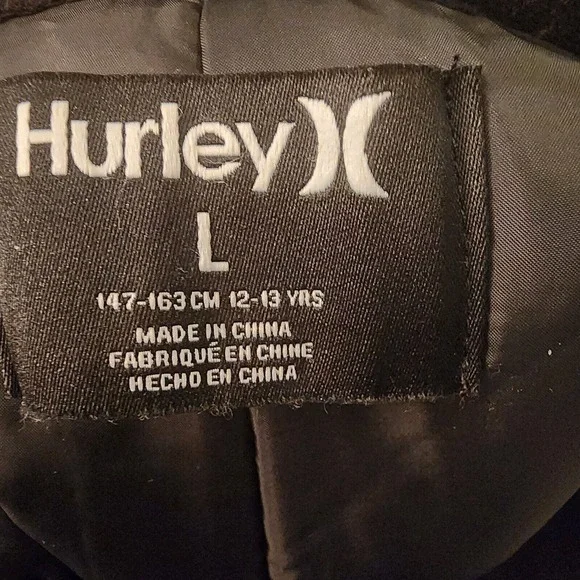 Hurley
L
147-163 CM 12-13 YRS
MADE IN CHINA
FABRIQUÉ EN CHINE
HECHO EN CHINA